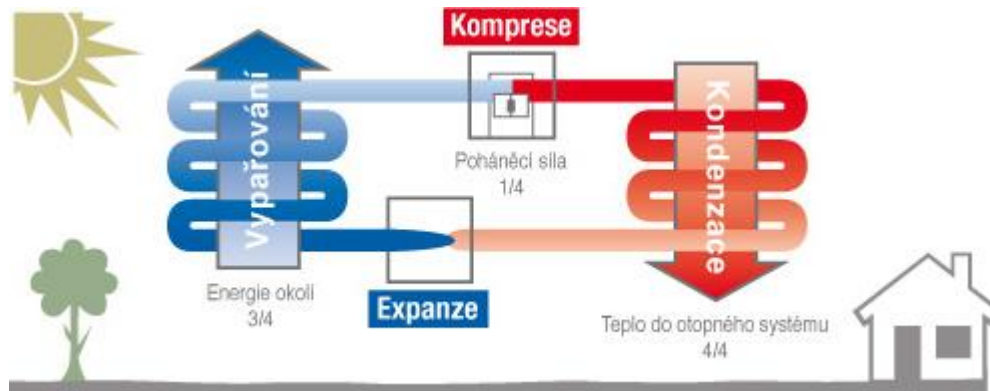 Komprese
Vypařování
Kondenzace
Poháněcí síla
1/4
Expanze
Energie okolí
3/4
Teplo do otopného systému
4/4